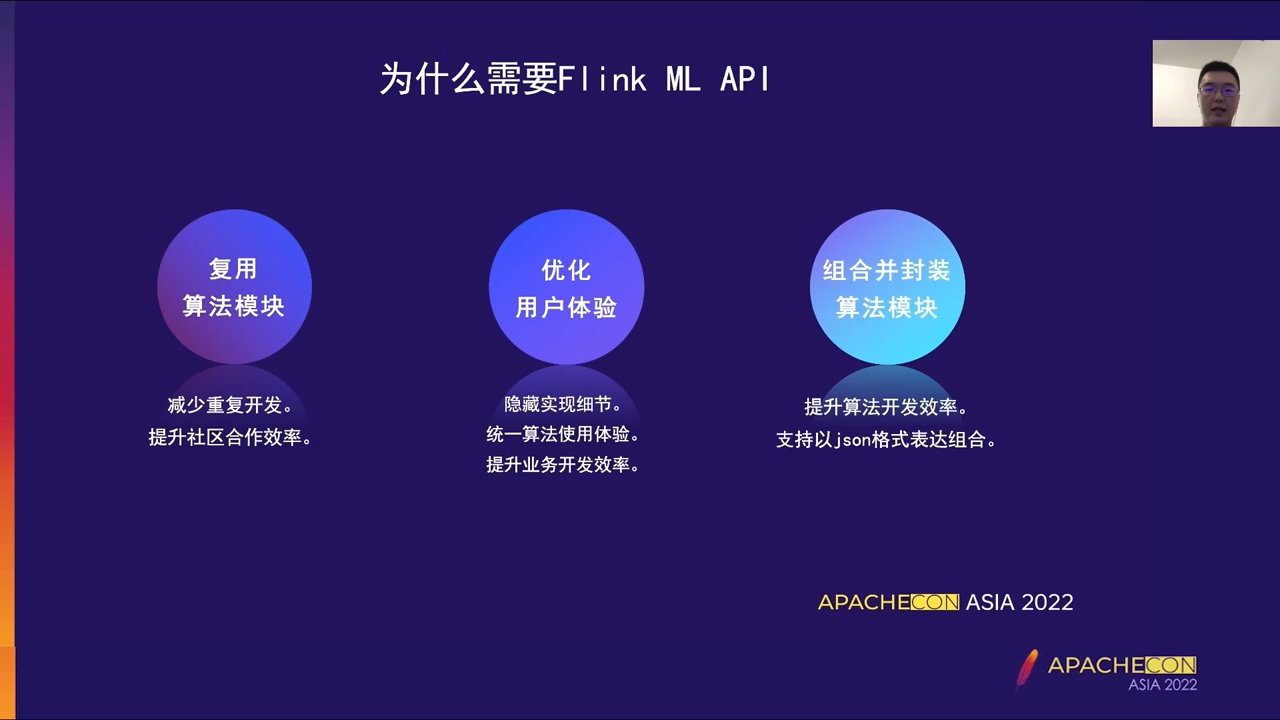 为什么需要Flink ML API
复用
算法模块
减少重复开发。
提升社区合作效率。
优化
用户体验
隐藏实现细节。
统一算法使用体验。
提升业务开发效率。
组合并封装
算法模块
提升算法开发效率。
支持以json格式表达组合。
APACHECON ASIA 2022
APACHECON
ASIA 2022